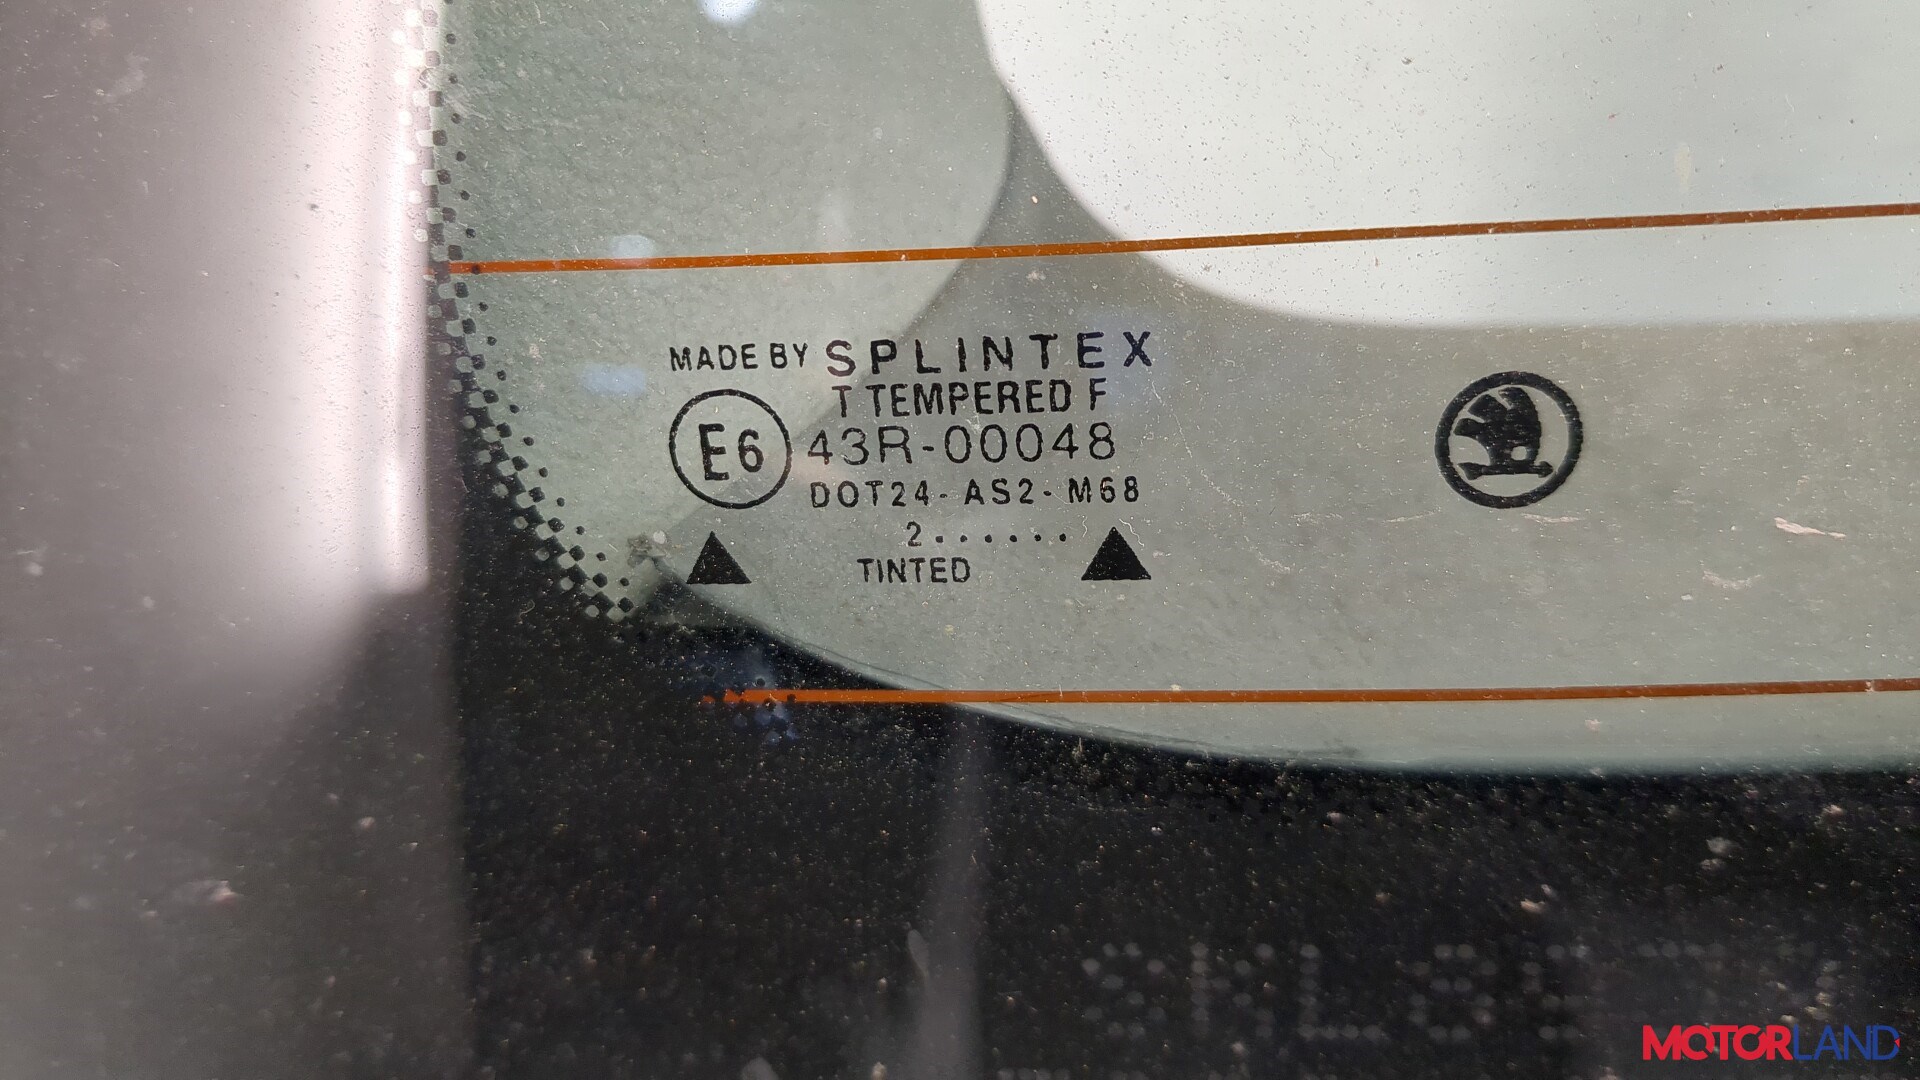 MADE BY SPLINTEX
T TEMPERED F
E6 43R-00048
DOT24-AS2-M68
2......
TINTED
MOTORLAND